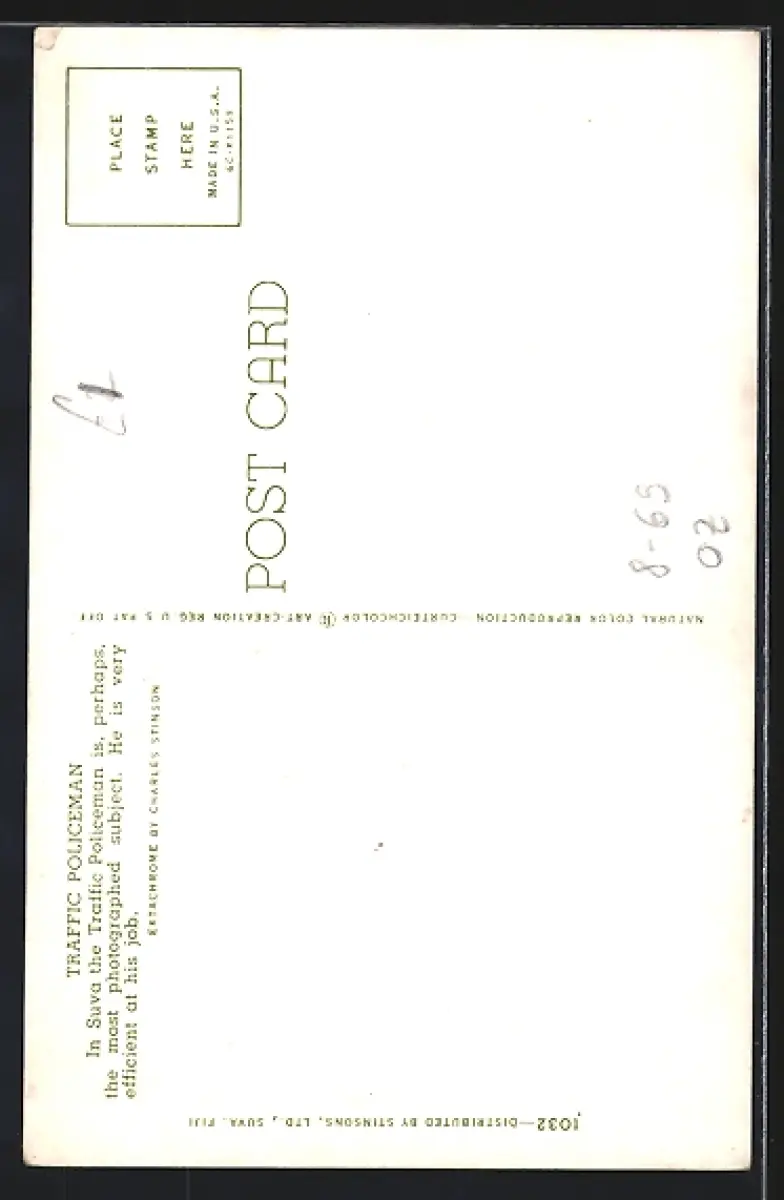 TRAFFIC POLICEMAN
In Suva the Traffic Policeman is, perhaps,
the most photographed subject. He is very
efficient at his job.
EKTACHROME BY CHARLES STINSON
1032—DISTRIBUTED BY STINSONS, LTD., SUVA, FIJI
NATURAL COLOR REPRODUCTION - CURTEICHCOLOR ® ART-CREATION REG. U S PAT OFF
POST CARD
PLACE
STAMP
HERE
MADE IN U.S.A.
£1
8-69